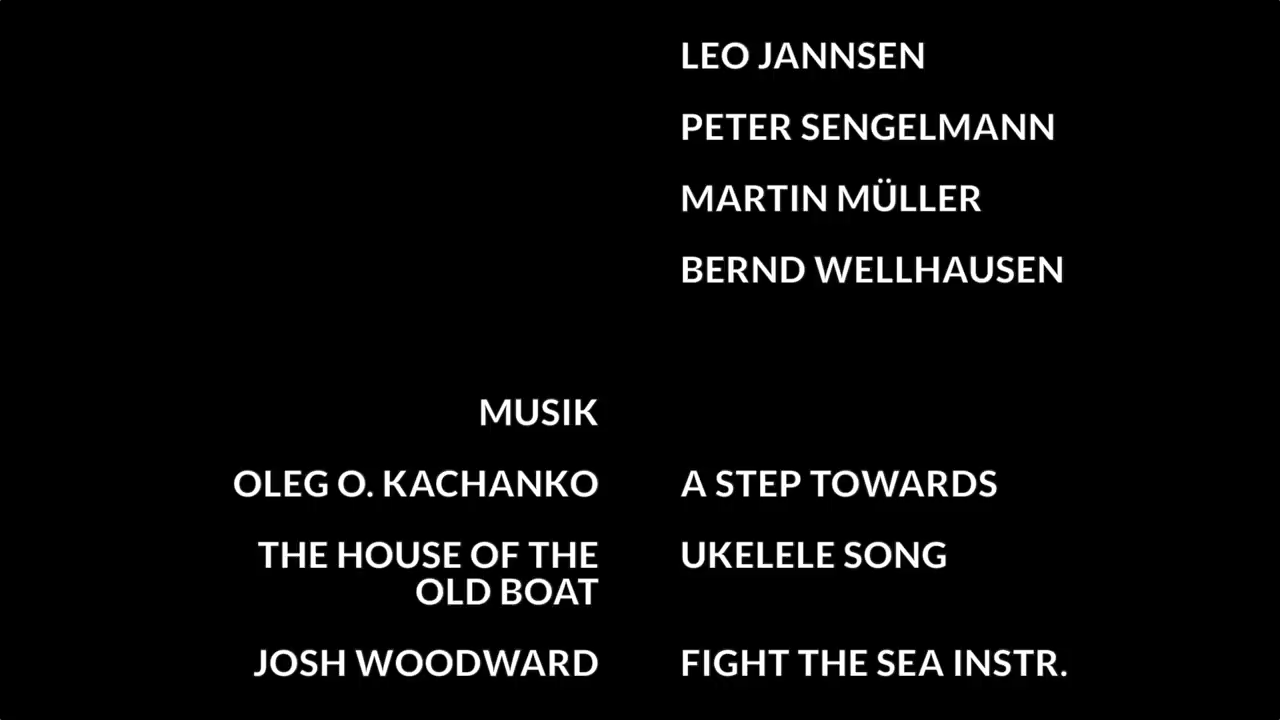 LEO JANNSEN
PETER SENGELMANN
MARTIN MÜLLER
BERND WELLHAUSEN
MUSIK
OLEG O. KACHANKO A STEP TOWARDS
THE HOUSE OF THE UKELELE SONG
OLD BOAT
JOSH WOODWARD FIGHT THE SEA INSTR.